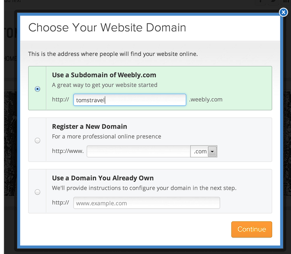 Choose Your Website Domain
This is the address where people will find your website online.
Use a Subdomain of Weebly.com
A great way to get your website started
http:// tomstravel .weebly.com
Register a New Domain
For a more professional online presence
http://www. .com
Use a Domain You Already Own
We'll provide instructions to configure your domain in the next step.
http:// www.example.com
Continue